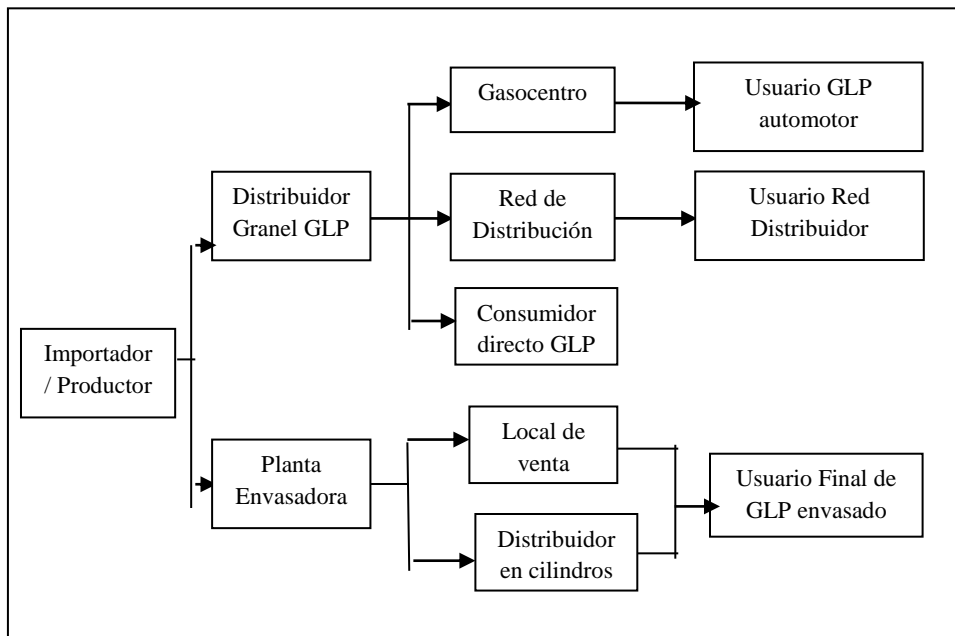 Gasocentro
Usuario GLP
automotor
Distribuidor
Granel GLP
Red de
Distribución
Usuario Red
Distribuidor
Consumidor
directo GLP
Importador
/ Productor
Local de
venta
Planta
Envasadora
Usuario Final de
GLP envasado
Distribuidor
en cilindros